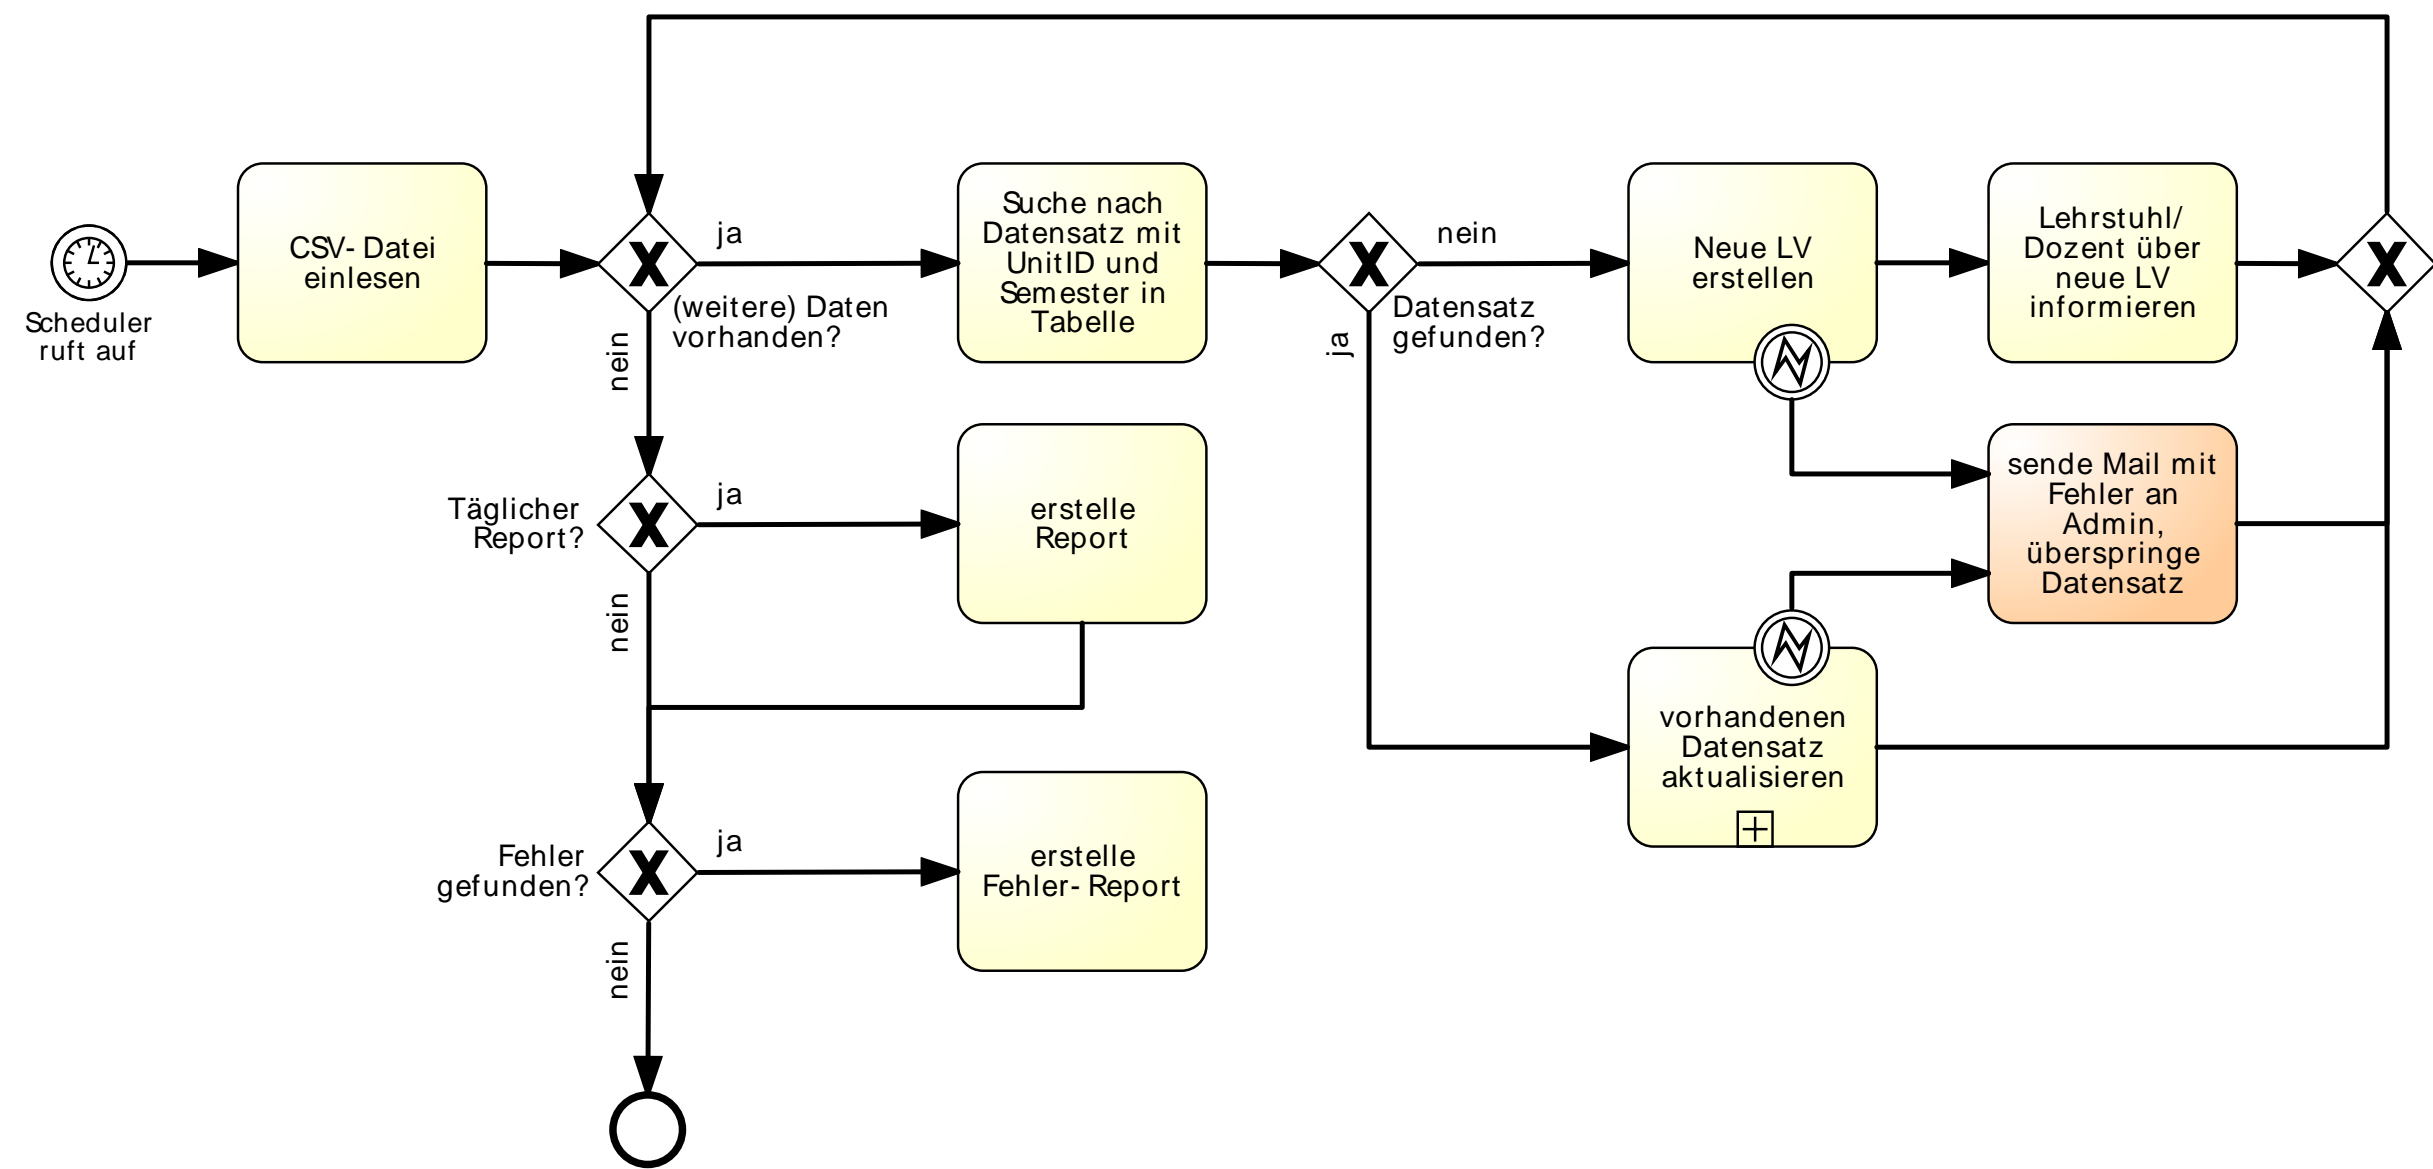 Scheduler
ruft auf
CSV- Datei
einlesen
ja
(weitere) Daten
vorhanden?
nein
Suche nach
Datensatz mit
UnitID und
Semester in
Tabelle
nein
Datensatz
gefunden?
ja
Neue LV
erstellen
Lehrstuhl/
Dozent über
neue LV
informieren
Täglicher
Report?
ja
nein
erstelle
Report
sende Mail mit
Fehler an
Admin,
überspringe
Datensatz
vorhandenen
Datensatz
aktualisieren
Fehler
gefunden?
ja
nein
erstelle
Fehler- Report